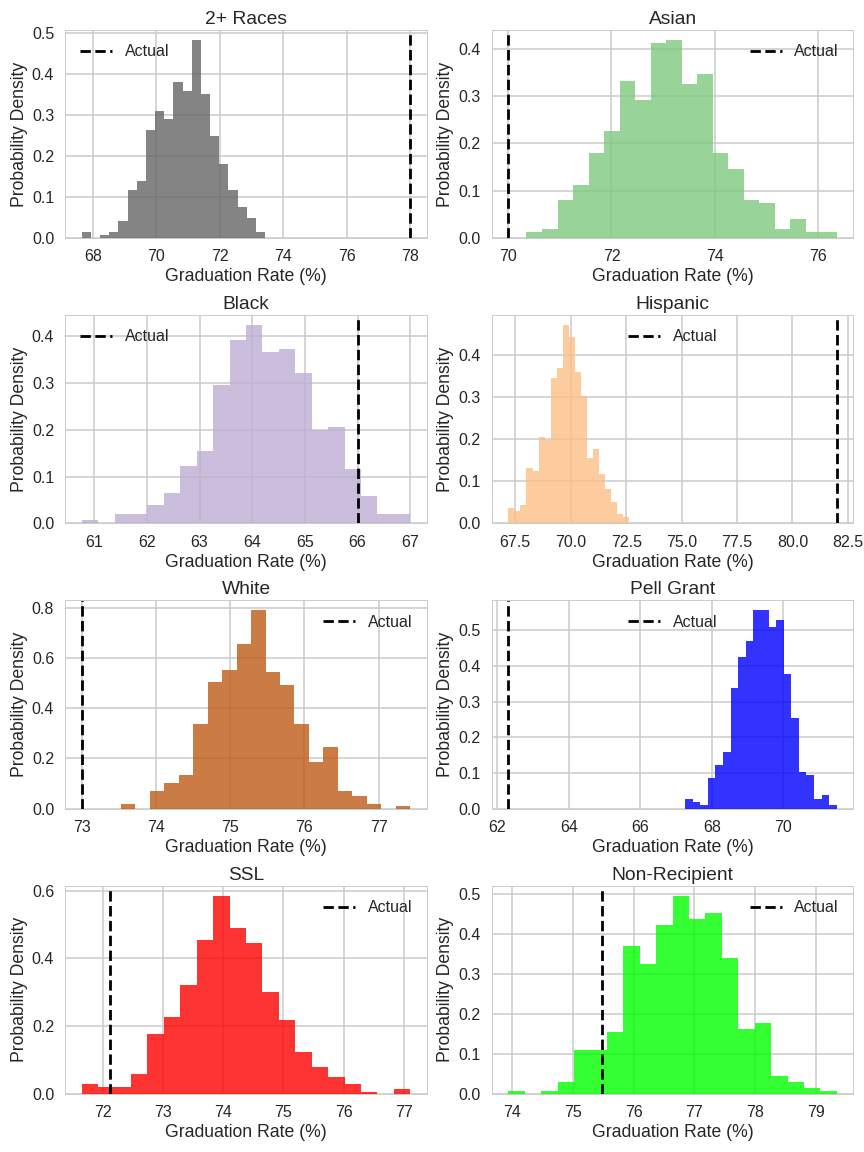 2+ Races
Probability Density
0.5
0.4
0.3
0.2
0.1
0.0
Actual
68 70 72 74 76 78
Graduation Rate (%)
Asian
Probability Density
0.4
0.3
0.2
0.1
0.0
Actual
70 72 74 76
Graduation Rate (%)
Black
Probability Density
0.4
0.3
0.2
0.1
0.0
Actual
61 62 63 64 65 66 67
Graduation Rate (%)
Hispanic
Probability Density
0.4
0.3
0.2
0.1
0.0
Actual
67.5 70.0 72.5 75.0 77.5 80.0 82.5
Graduation Rate (%)
White
Probability Density
0.8
0.6
0.4
0.2
0.0
Actual
73 74 75 76 77
Graduation Rate (%)
Pell Grant
Probability Density
0.5
0.4
0.3
0.2
0.1
0.0
Actual
62 64 66 68 70
Graduation Rate (%)
SSL
Probability Density
0.6
0.4
0.2
0.0
Actual
72 73 74 75 76 77
Graduation Rate (%)
Non-Recipient
Probability Density
0.5
0.4
0.3
0.2
0.1
0.0
Actual
74 75 76 77 78 79
Graduation Rate (%)